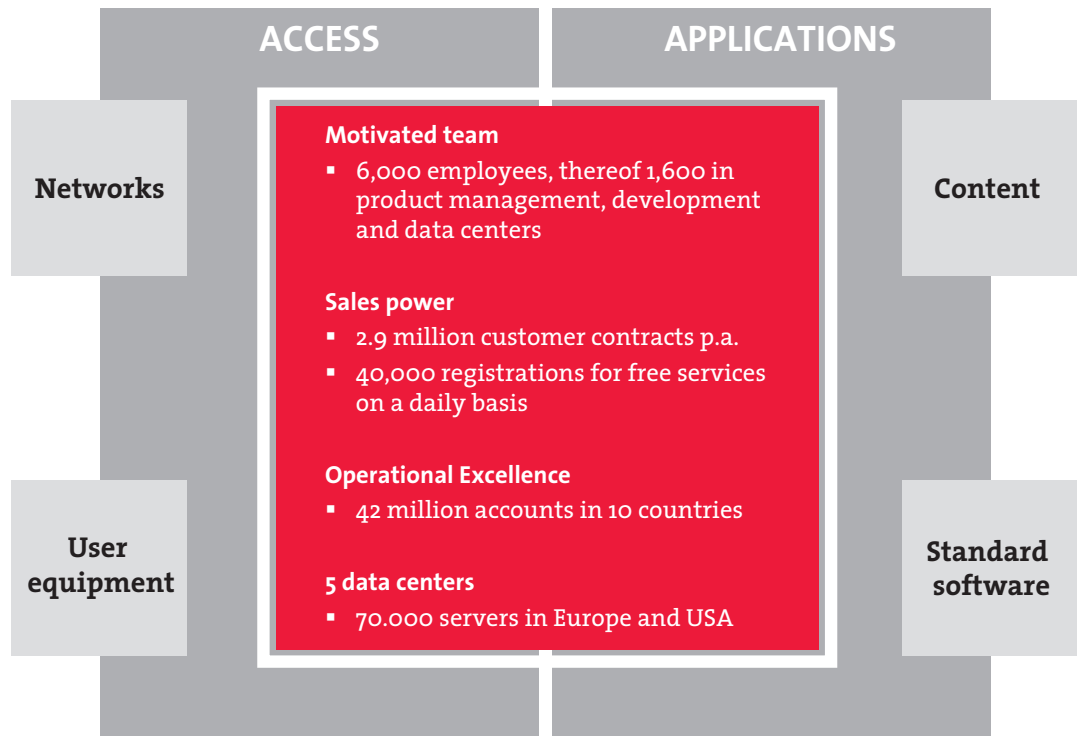 ACCESS
APPLICATIONS
Networks
User
equipment
Motivated team
▪ 6,000 employees, thereof 1,600 in
product management, development
and data centers
Sales power
▪ 2.9 million customer contracts p.a.
▪ 40,000 registrations for free services
on a daily basis
Operational Excellence
▪ 42 million accounts in 10 countries
5 data centers
▪ 70.000 servers in Europe and USA
Content
Standard
software